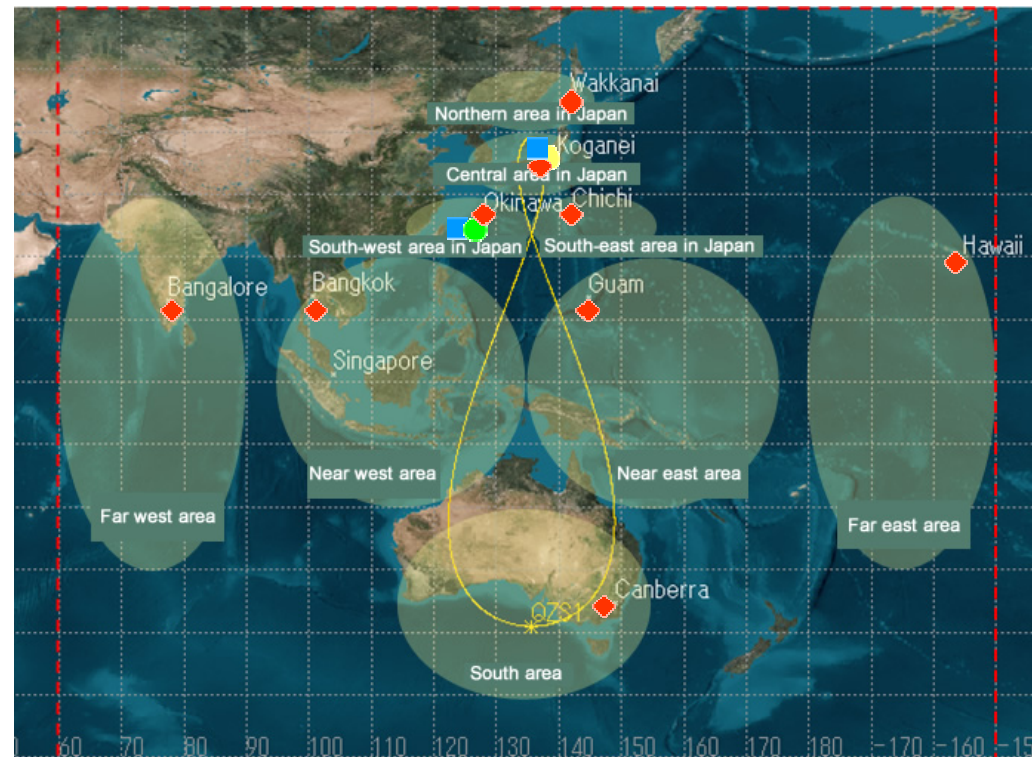 Wakkanai
Northern area in Japan
Koganei
Central area in Japan
Okinawa
Chichi
South-west area in Japan
South-east area in Japan
Hawaii
Bangalore
Bangkok
Guam
Singapore
Near west area
Near east area
Far west area
Far east area
Canberra
QZS1
South area
60 70 80 90 100 110 120 130 140 150 160 170 180 -170 -160